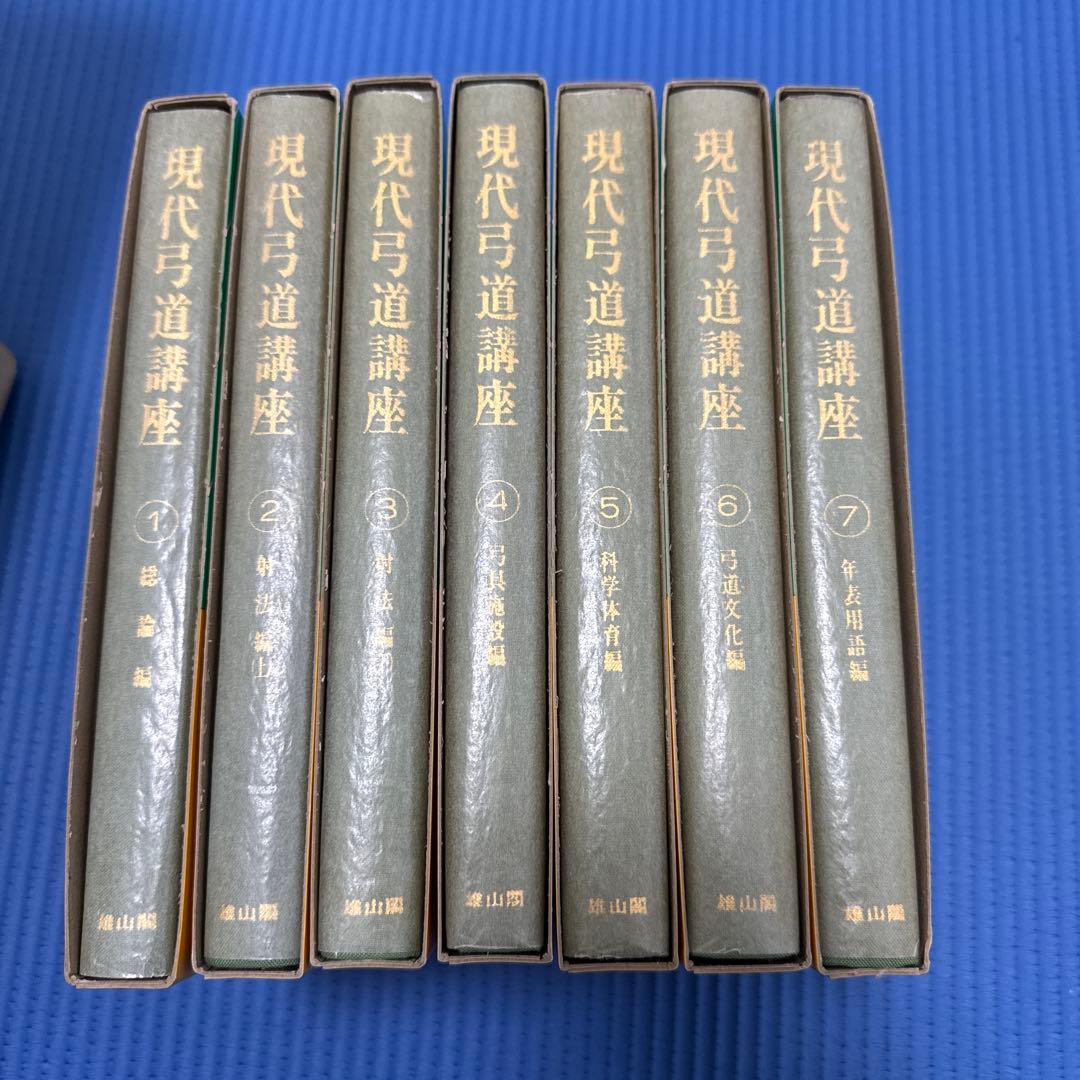 現代弓道講座
1
総論編
雄山閣
現代弓道講座
2
射法編上
雄山閣
現代弓道講座
3
射法編
雄山閣
現代弓道講座
4
弓具施設編
雄山閣
現代弓道講座
5
科学体育編
雄山閣
現代弓道講座
6
弓道文化編
雄山閣
現代弓道講座
7
年表用語編
雄山閣